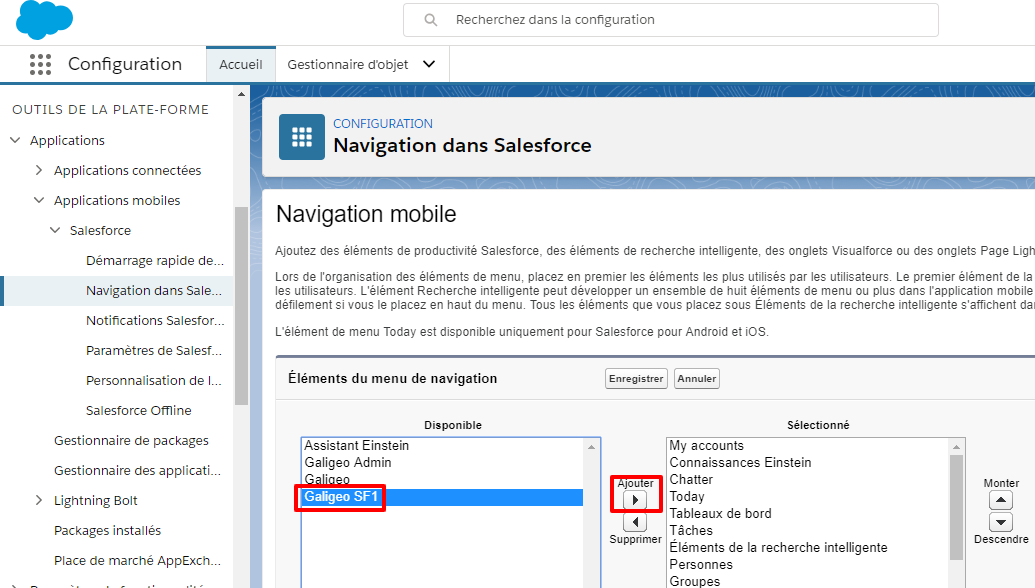 Recherchez dans la configuration
Configuration
Accueil
Gestionnaire d'objet
OUTILS DE LA PLATE-FORME
Applications
Applications connectées
Applications mobiles
Salesforce
Démarrage rapide de...
Navigation dans Sale...
Notifications Salesfor...
Paramètres de Salesf...
Personnalisation de l...
Salesforce Offline
Gestionnaire de packages
Gestionnaire des applicati...
Lightning Bolt
Packages installés
Place de marché AppExch...
CONFIGURATION
Navigation dans Salesforce
Navigation mobile
Ajoutez des éléments de productivité Salesforce, des éléments de recherche intelligente, des onglets Visualforce ou des onglets Page Ligh
Lors de l'organisation des éléments de menu, placez en premier les éléments les plus utilisés par les utilisateurs. Le premier élément de la
les utilisateurs. L'élément Recherche intelligente peut développer un ensemble de huit éléments de menu ou plus dans l'application mobile
défilement si vous le placez en haut du menu. Tous les éléments que vous placez sous Éléments de la recherche intelligente s'affichent da
L'élément de menu Today est disponible uniquement pour Salesforce pour Android et iOS.
Éléments du menu de navigation
Enregistrer
Annuler
Disponible
Assistant Einstein
Galigeo Admin
Galigeo
Galigeo SF1
Ajouter
Supprimer
Sélectionné
My accounts
Connaissances Einstein
Chatter
Today
Tableaux de bord
Tâches
Éléments de la recherche intelligente
Personnes
Groupes
Monter
Descendre